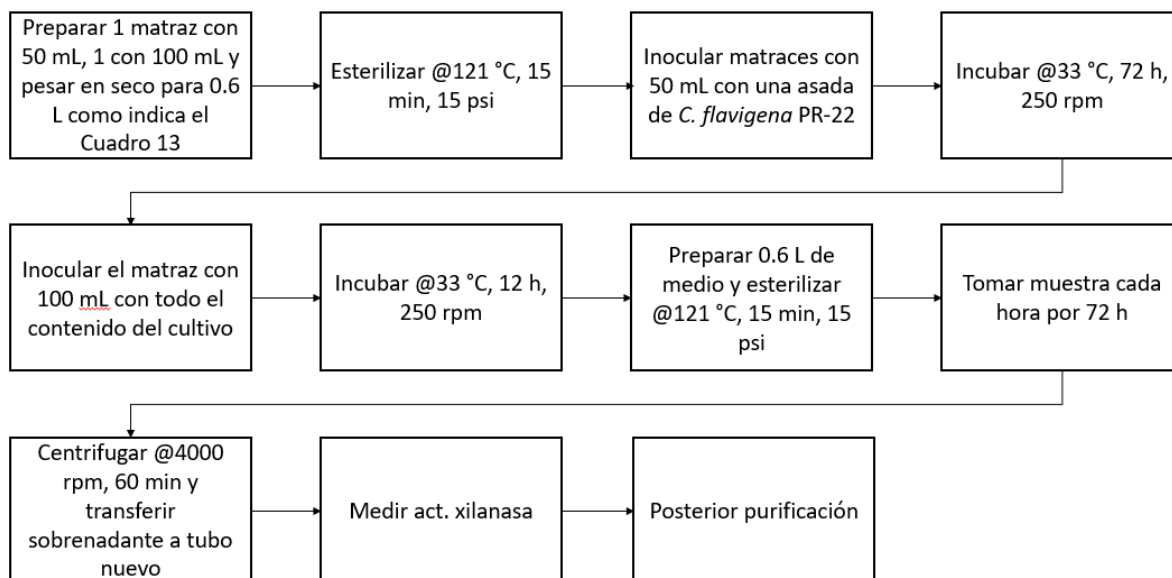 Preparar 1 matraz con
50 mL, 1 con 100 mL y
pesar en seco para 0.6
L como indica el
Cuadro 13
Esterilizar @121 °C, 15
min, 15 psi
Inocular matraces con
50 mL con una asada
de C. flavigena PR-22
Incubar @33 °C, 72 h,
250 rpm
Inocular el matraz con
100 mL con todo el
contenido del cultivo
Incubar @33 °C, 12 h,
250 rpm
Preparar 0.6 L de
medio y esterilizar
@121 °C, 15 min, 15
psi
Tomar muestra cada
hora por 72 h
Centrifugar @4000
rpm, 60 min y
transferir
sobrenadante a tubo
nuevo
Medir act. xilanasa
Posterior purificación